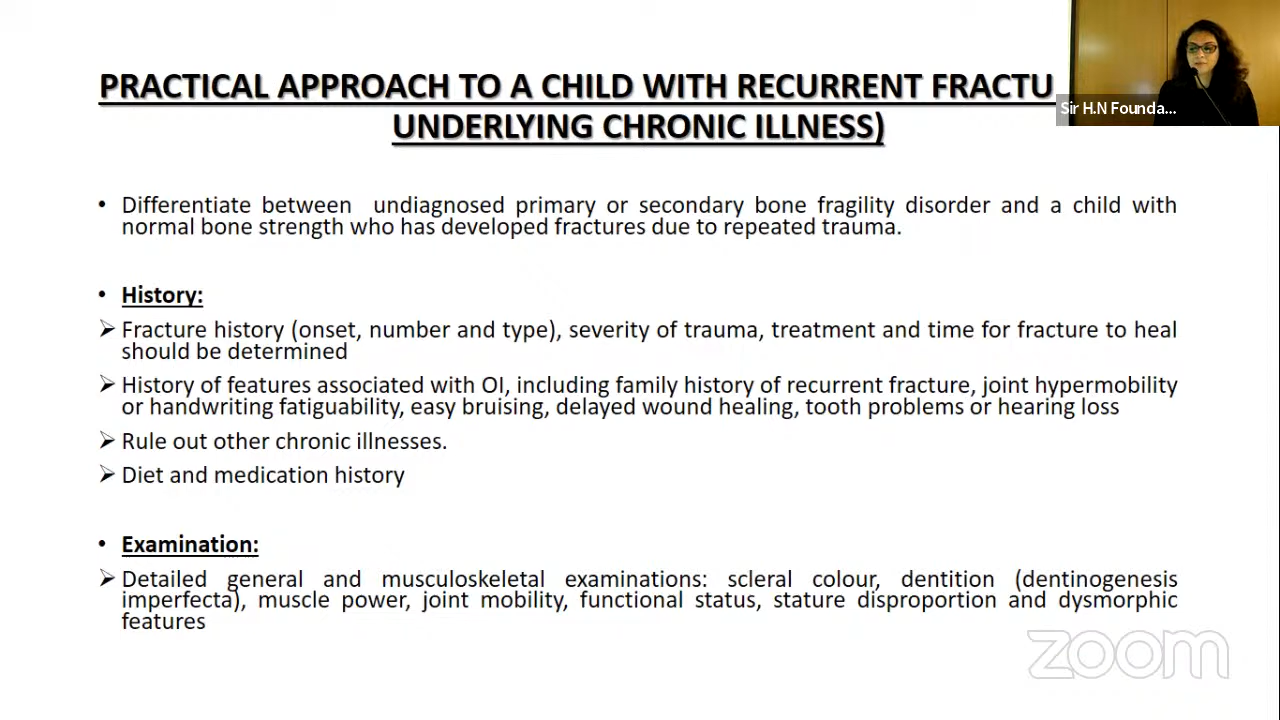 PRACTICAL APPROACH TO A CHILD WITH RECURRENT FRACTU
UNDERLYING CHRONIC ILLNESS)
Sir H.N Founda...
• Differentiate between undiagnosed primary or secondary bone fragility disorder and a child with
normal bone strength who has developed fractures due to repeated trauma.
• History:
➢ Fracture history (onset, number and type), severity of trauma, treatment and time for fracture to heal
should be determined
➢ History of features associated with OI, including family history of recurrent fracture, joint hypermobility
or handwriting fatiguability, easy bruising, delayed wound healing, tooth problems or hearing loss
➢ Rule out other chronic illnesses.
➢ Diet and medication history
• Examination:
➢ Detailed general and musculoskeletal examinations: scleral colour, dentition (dentinogenesis
imperfecta), muscle power, joint mobility, functional status, stature disproportion and dysmorphic
features
zoom